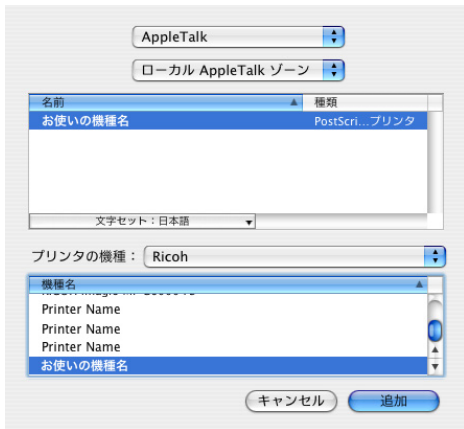 AppleTalk
ローカル AppleTalk ゾーン
名前 種類
お使いの機種名 PostScri...プリンタ
文字セット：日本語
プリンタの機種： Ricoh
機種名
Printer Name
Printer Name
Printer Name
お使いの機種名
キャンセル 追加